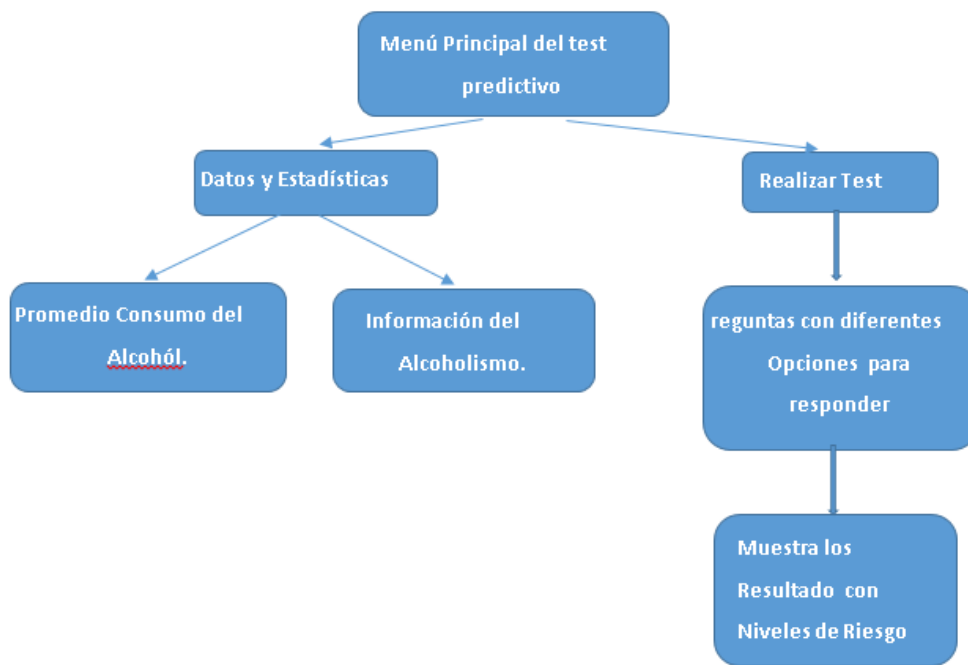 Menú Principal del test
predictivo
Datos y Estadísticas
Realizar Test
Promedio Consumo del
Alcohól.
Información del
Alcoholismo.
reguntas con diferentes
Opciones para
responder
Muestra los
Resultado con
Niveles de Riesgo